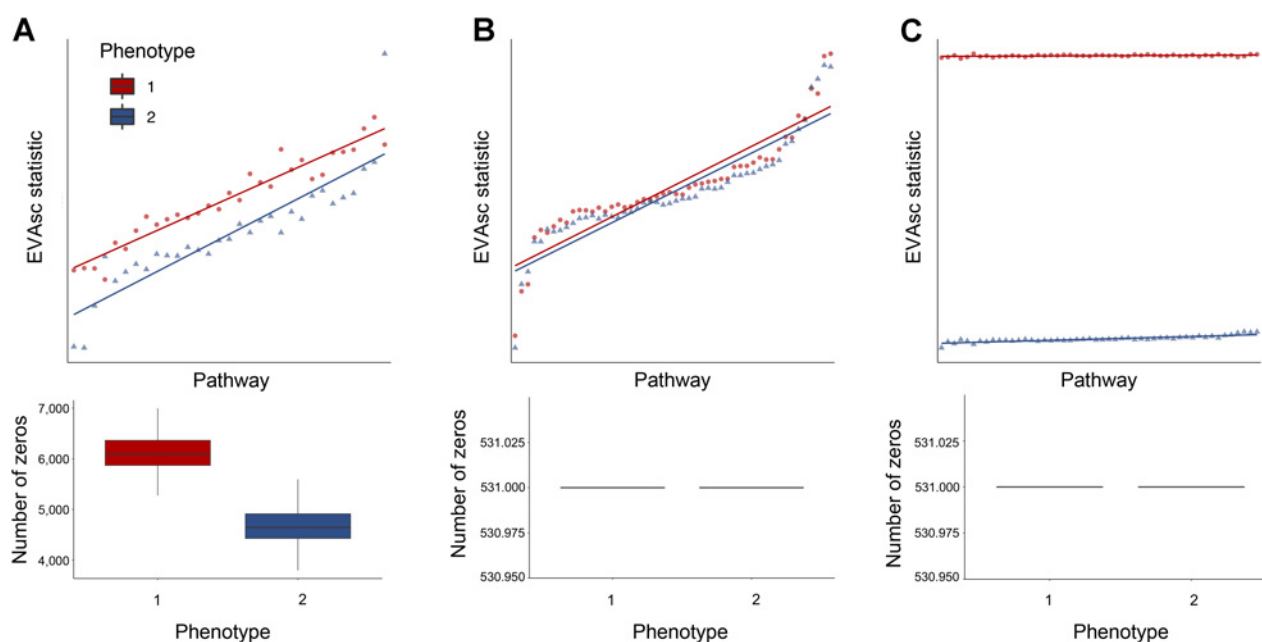 A
Phenotype
1
2
EVAsc statistic
Pathway
7,000
6,000
5,000
4,000
Number of zeros
1 2
Phenotype
B
EVAsc statistic
Pathway
531.025
531.000
530.975
530.950
Number of zeros
1 2
Phenotype
C
EVAsc statistic
Pathway
531.025
531.000
530.975
530.950
Number of zeros
1 2
Phenotype